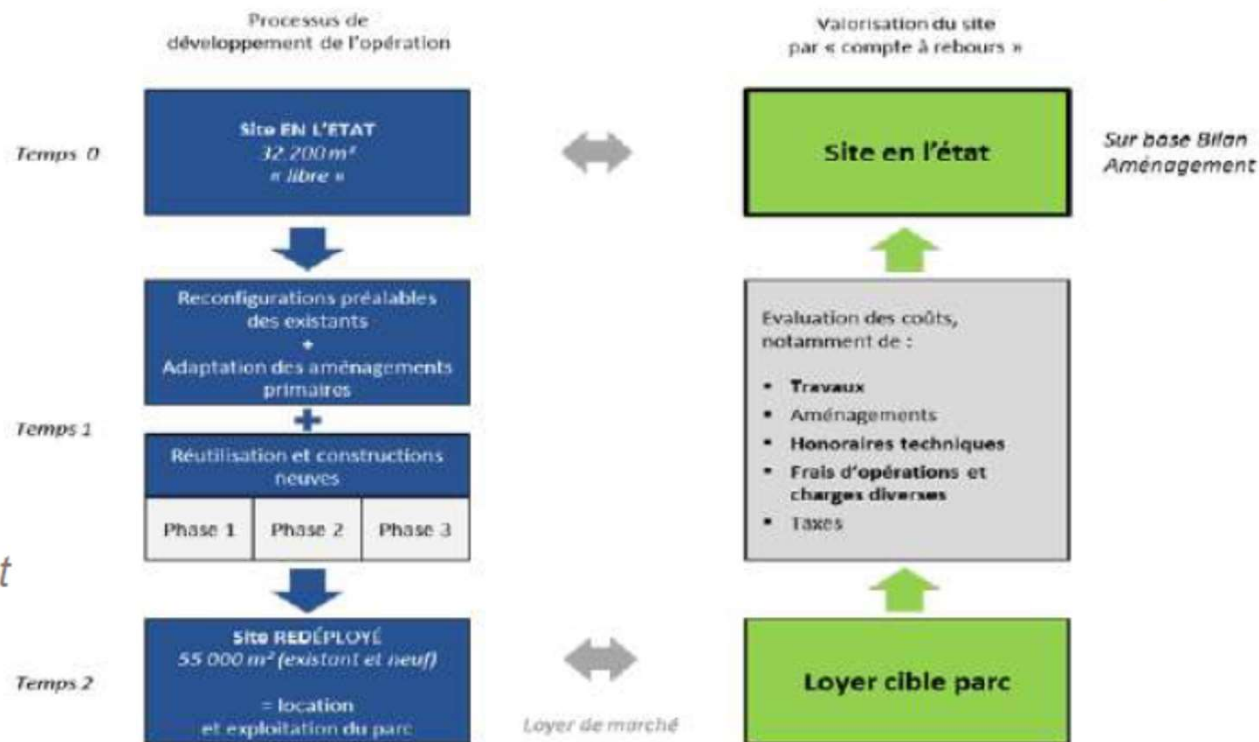 Processus de
développement de l'opération
Valorisation du site
par « compte à rebours »
Temps 0
Site EN L'ETAT
32.200 m²
« libre »
Site en l'état
Sur base Bilan
Aménagement
Reconfigurations préalables
des existants
+
Adaptation des aménagements
primaires
Temps 1
Réutilisation et constructions
neuves
Phase 1
Phase 2
Phase 3
Evaluation des coûts,
notamment de :
▪ Travaux
▪ Aménagements
▪ Honoraires techniques
▪ Frais d'opérations et
charges diverses
▪ Taxes
t
Temps 2
Site REDÉPLOYÉ
55 000 m² (existant et neuf)
= location
et exploitation du parc
Loyer de marché
Loyer cible parc